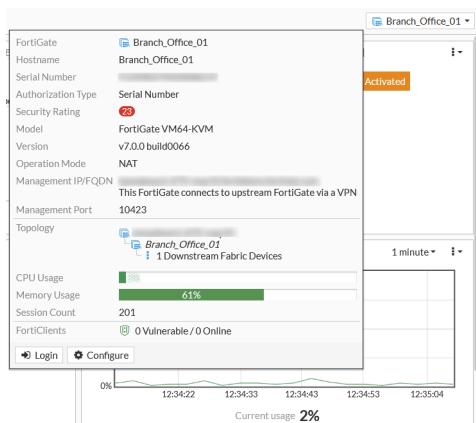 Branch_Office_01
FortiGate Branch_Office_01
Hostname Branch_Office_01
Serial Number
Authorization Type Serial Number
Security Rating 23
Model FortiGate VM64-KVM
Version v7.0.0 build0066
Operation Mode NAT
Management IP/FQDN
This FortiGate connects to upstream FortiGate via a VPN
Management Port 10423
Topology
Branch_Office_01
1 Downstream Fabric Devices
CPU Usage
Memory Usage 61%
Session Count 201
FortiClients 0 Vulnerable / 0 Online
Login Configure
Activated
1 minute
0%
12:34:22 12:34:33 12:34:43 12:34:53 12:35:04
Current usage 2%